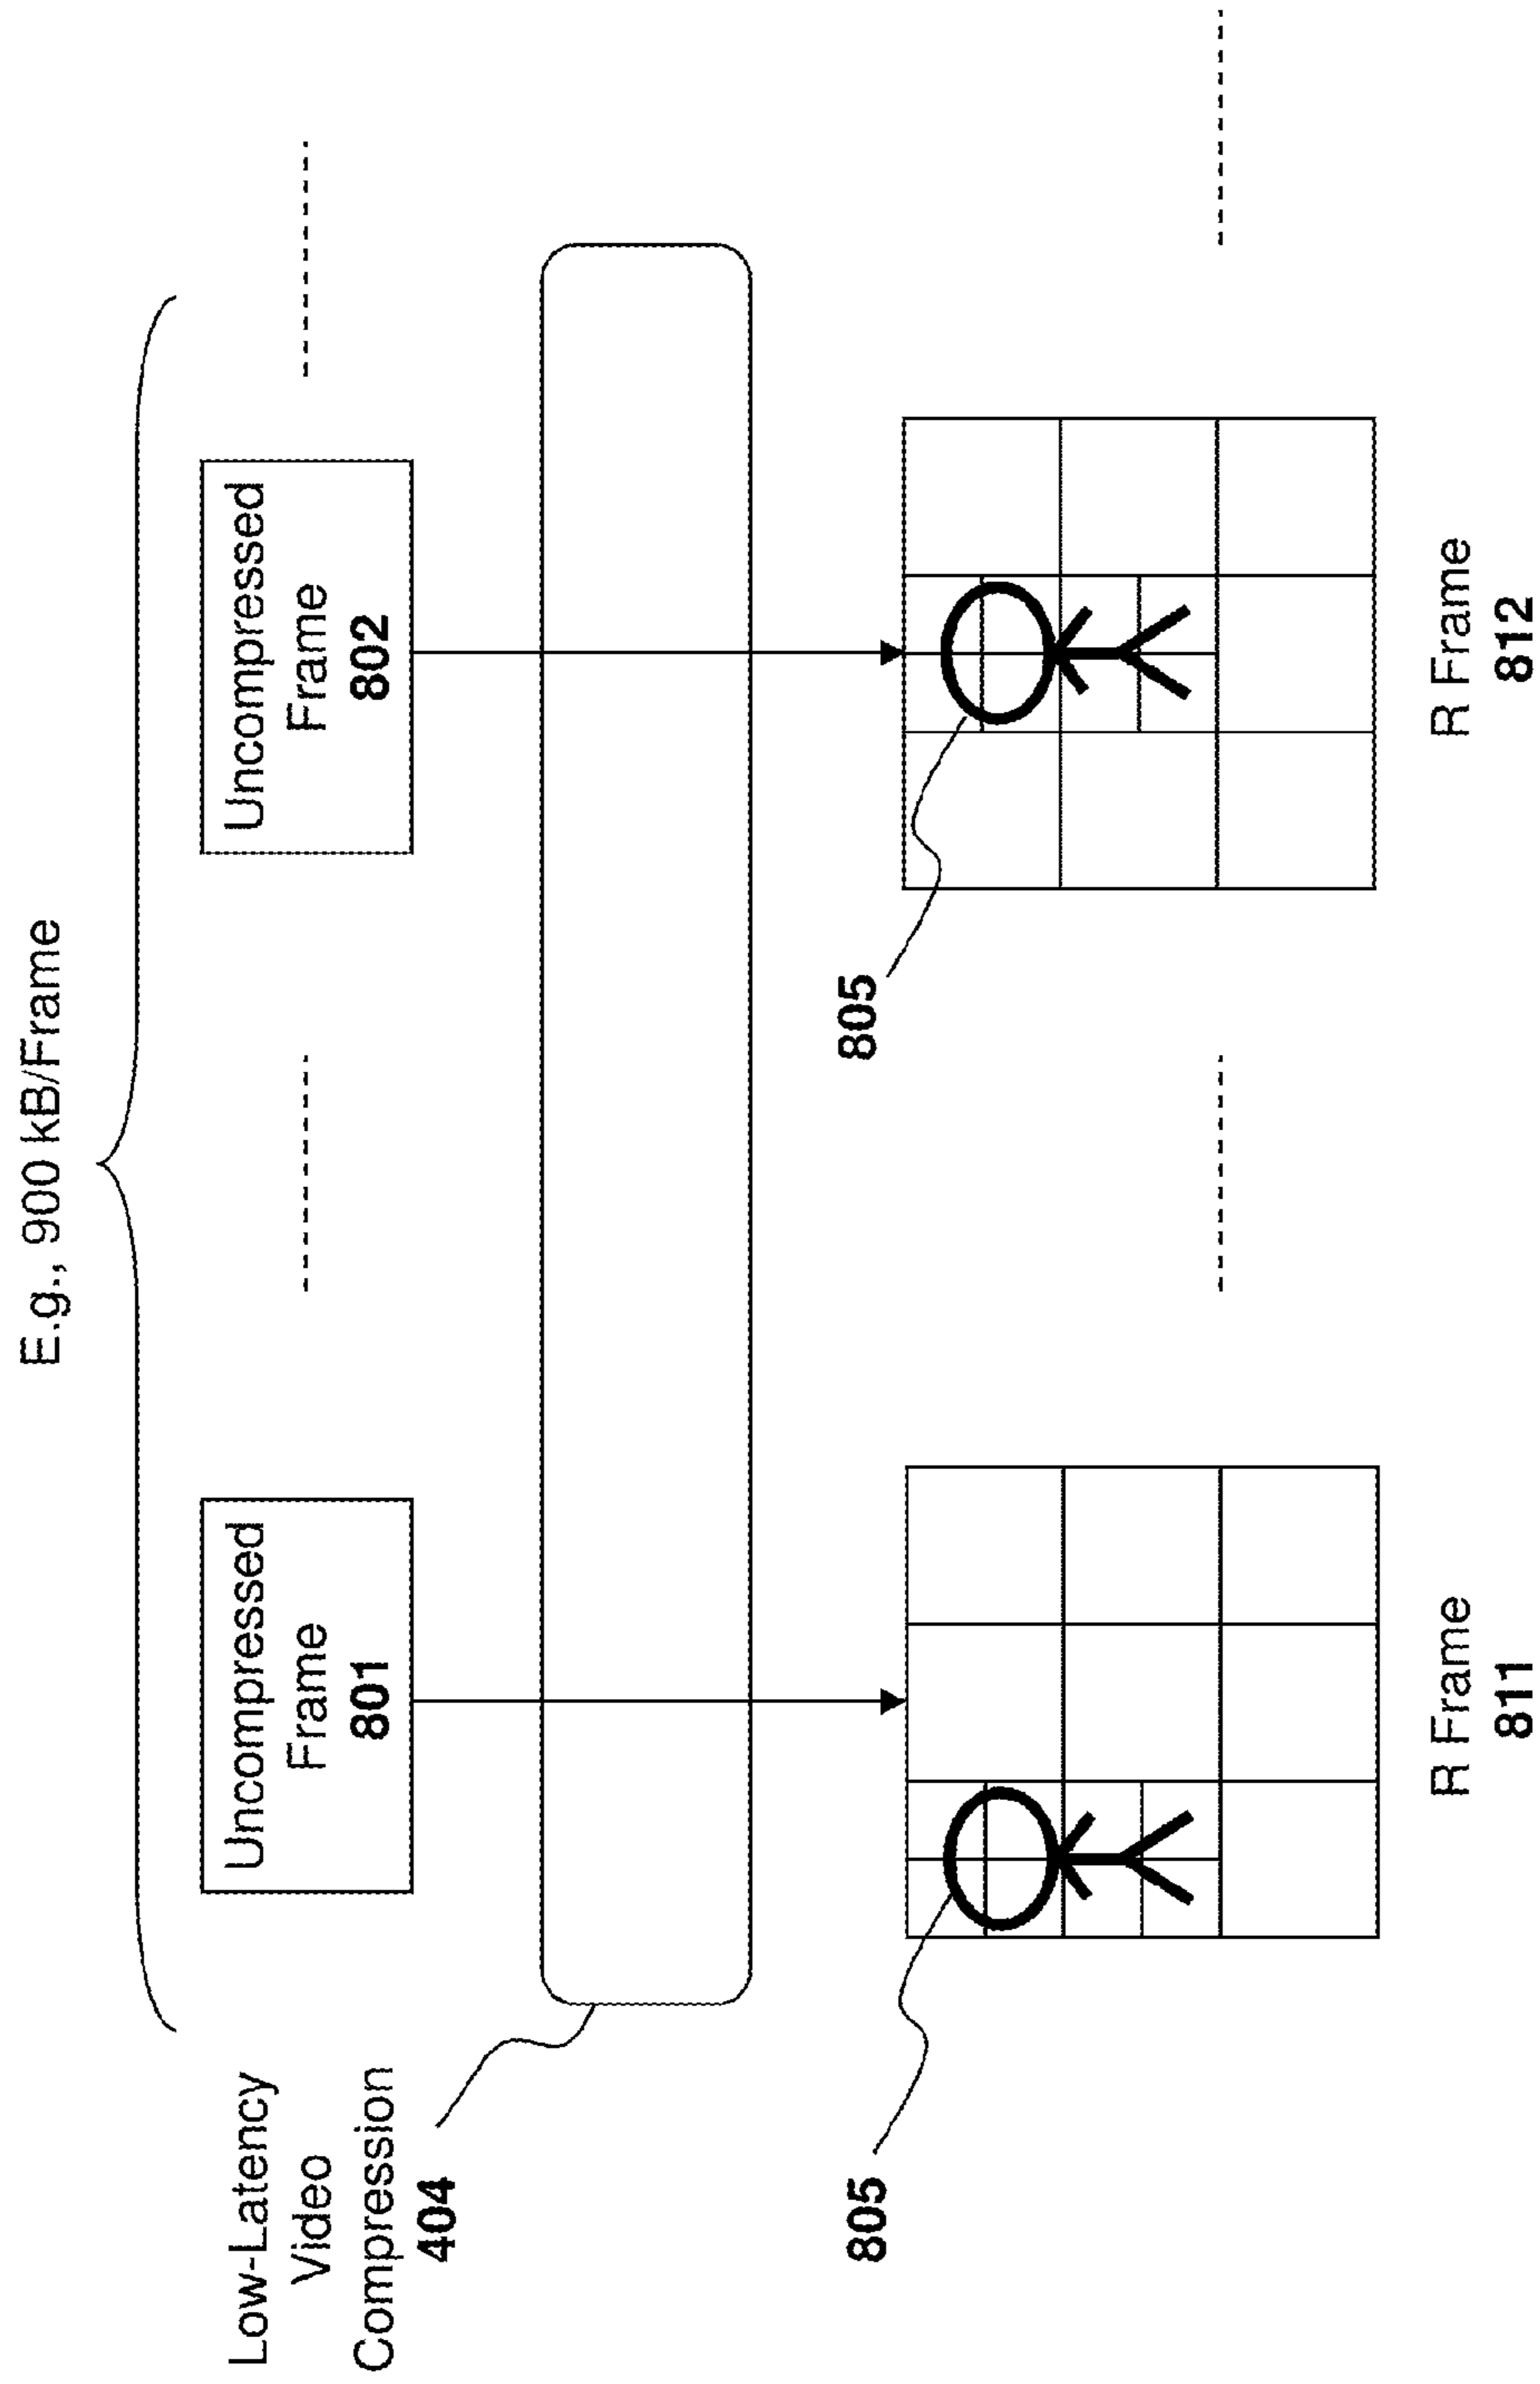 E.g., 900 kB/Frame
Low-Latency
Video
Compression
404
Uncompressed
Frame
801
Uncompressed
Frame
802
805
805
R Frame
811
R Frame
812